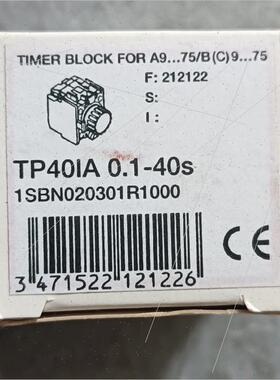 TIMER BLOCK FOR A9...75/B(C)9...75
F: 212122
S:
I:
TP40IA 0.1-40s
1SBN020301R1000
CE
3 471522 121226